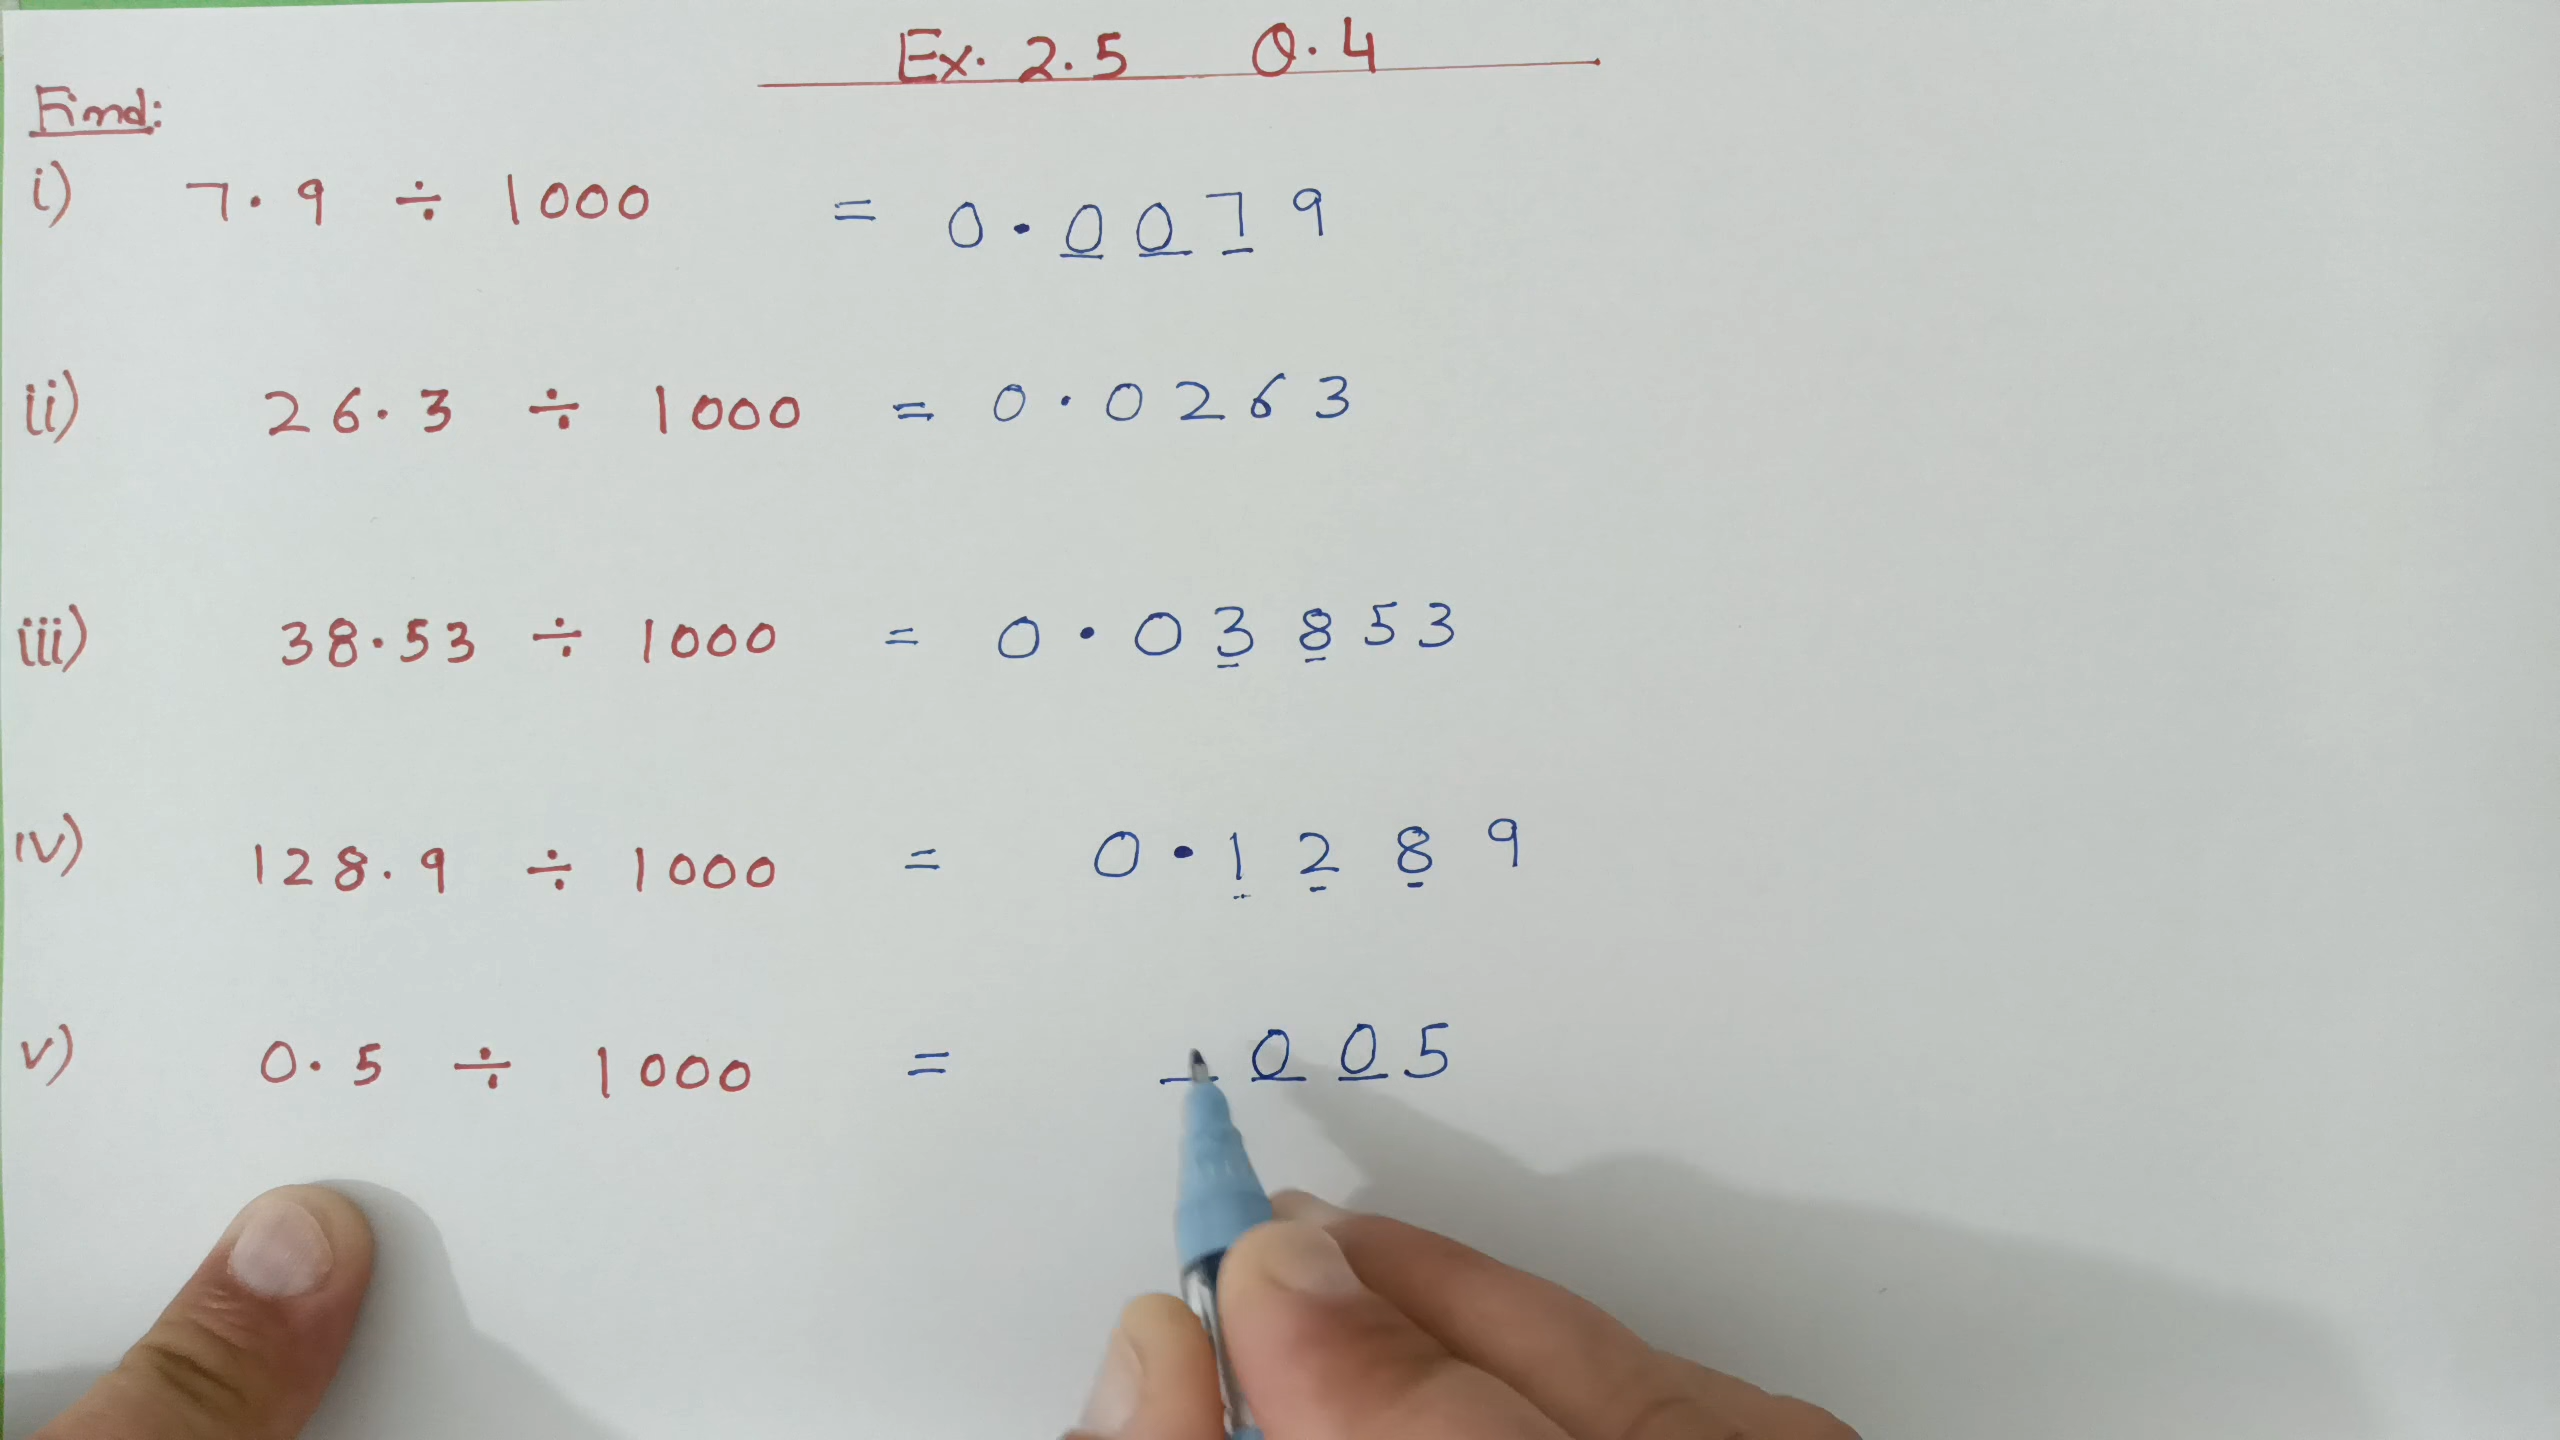 Ex. 2.5 Q.4
Find:
i) 7.9 ÷ 1000 = 0.0079
ii) 26.3 ÷ 1000 = 0.0263
iii) 38.53 ÷ 1000 = 0.03853
iv) 128.9 ÷ 1000 = 0.1289
v) 0.5 ÷ 1000 = _005